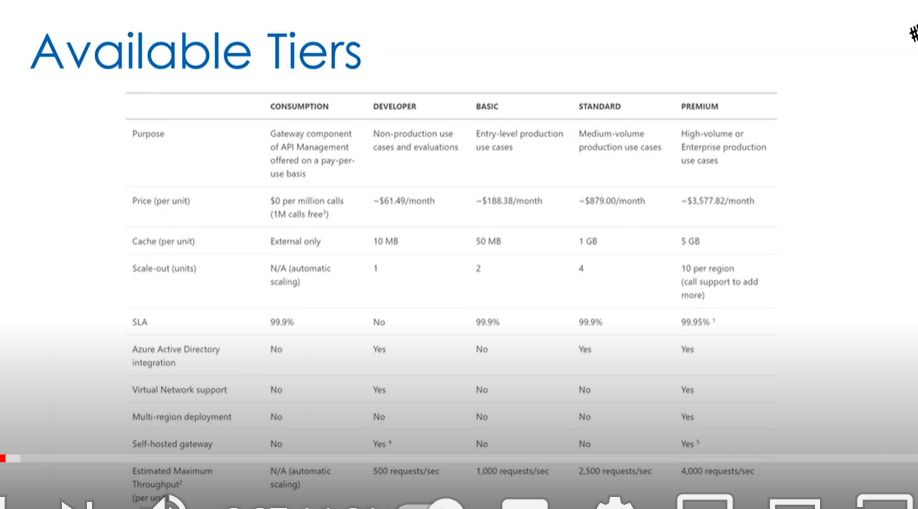 Available Tiers
#
CONSUMPTION DEVELOPER BASIC STANDARD PREMIUM
Purpose Gateway component Non-production use Entry-level production Medium-volume High-volume or
of API Management cases and evaluations use cases production use cases Enterprise production
offered on a pay-per- use cases
use basis
Price (per unit) $0 per million calls ~$61.49/month ~$188.38/month ~$879.00/month ~$3,577.82/month
(1M calls free³)
Cache (per unit) External only 10 MB 50 MB 1 GB 5 GB
Scale-out (units) N/A (automatic 1 2 4 10 per region
scaling) (call support to add
more)
SLA 99.9% No 99.9% 99.9% 99.95% ¹
Azure Active Directory No Yes No Yes Yes
integration
Virtual Network support No Yes No No Yes
Multi-region deployment No No No No Yes
Self-hosted gateway No Yes ⁴ No No Yes ⁵
Estimated Maximum N/A (automatic 500 requests/sec 1,000 requests/sec 2,500 requests/sec 4,000 requests/sec
Throughput² scaling)
(per